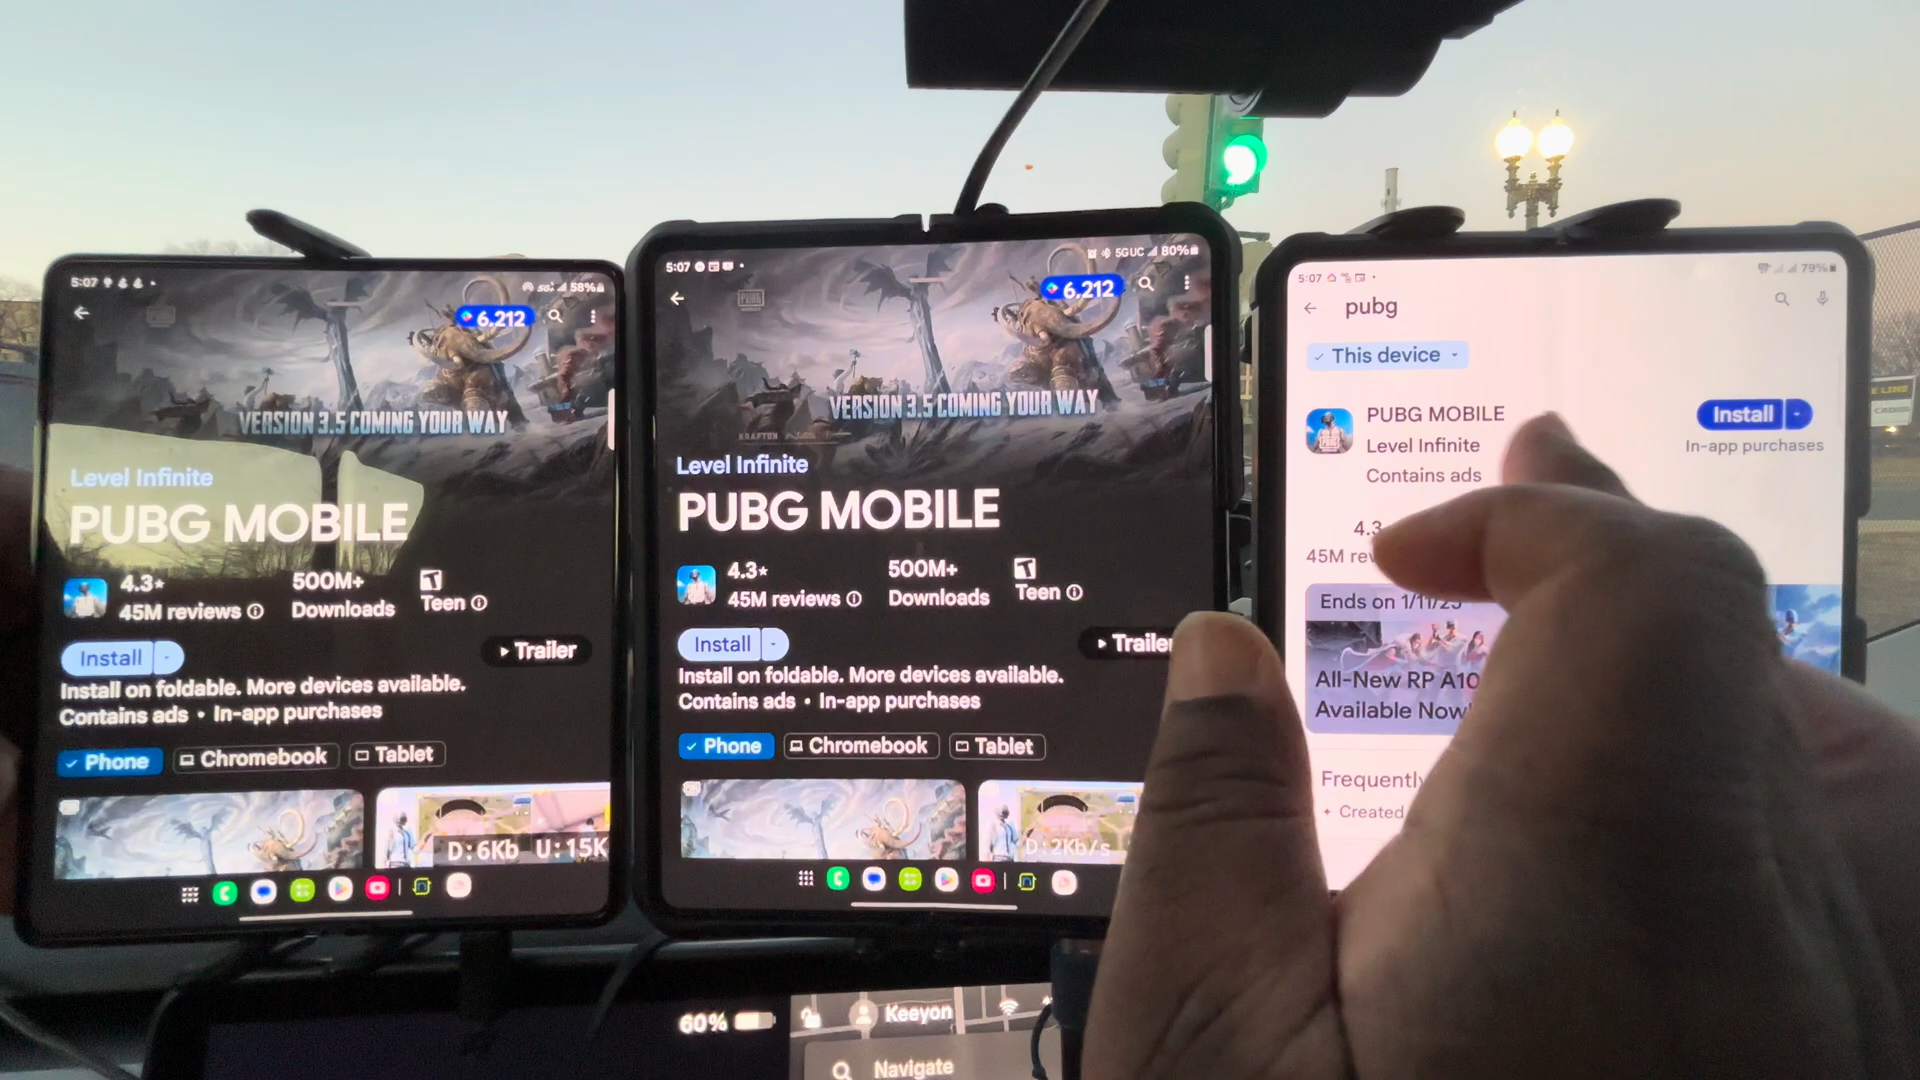 5:07
58%
6,212
VERSION 3.5 COMING YOUR WAY
Level Infinite
PUBG MOBILE
4.3★
45M reviews
500M+
Downloads
Teen
Install
Trailer
Install on foldable. More devices available.
Contains ads • In-app purchases
Phone
Chromebook
Tablet
D:6Kb U:15K
5:07
5GUC
80%
6,212
VERSION 3.5 COMING YOUR WAY
KRAFTON
Level Infinite
PUBG MOBILE
4.3★
45M reviews
500M+
Downloads
Teen
Install
Trailer
Install on foldable. More devices available.
Contains ads • In-app purchases
Phone
Chromebook
Tablet
D:2Kb/s
5:07
79%
pubg
This device
PUBG MOBILE
Level Infinite
Contains ads
Install
In-app purchases
4.3
45M rev
Ends on 1/11/25
All-New RP A10
Available Now!
Frequently
Created
60%
Keeyon
Navigate
E LINE